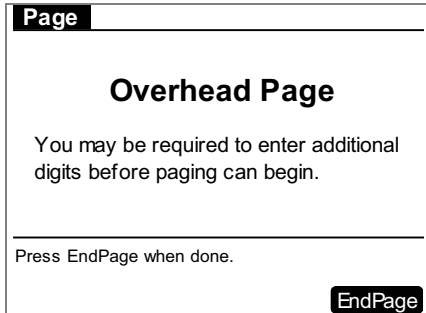 Page
Overhead Page
You may be required to enter additional
digits before paging can begin.
Press EndPage when done.
EndPage